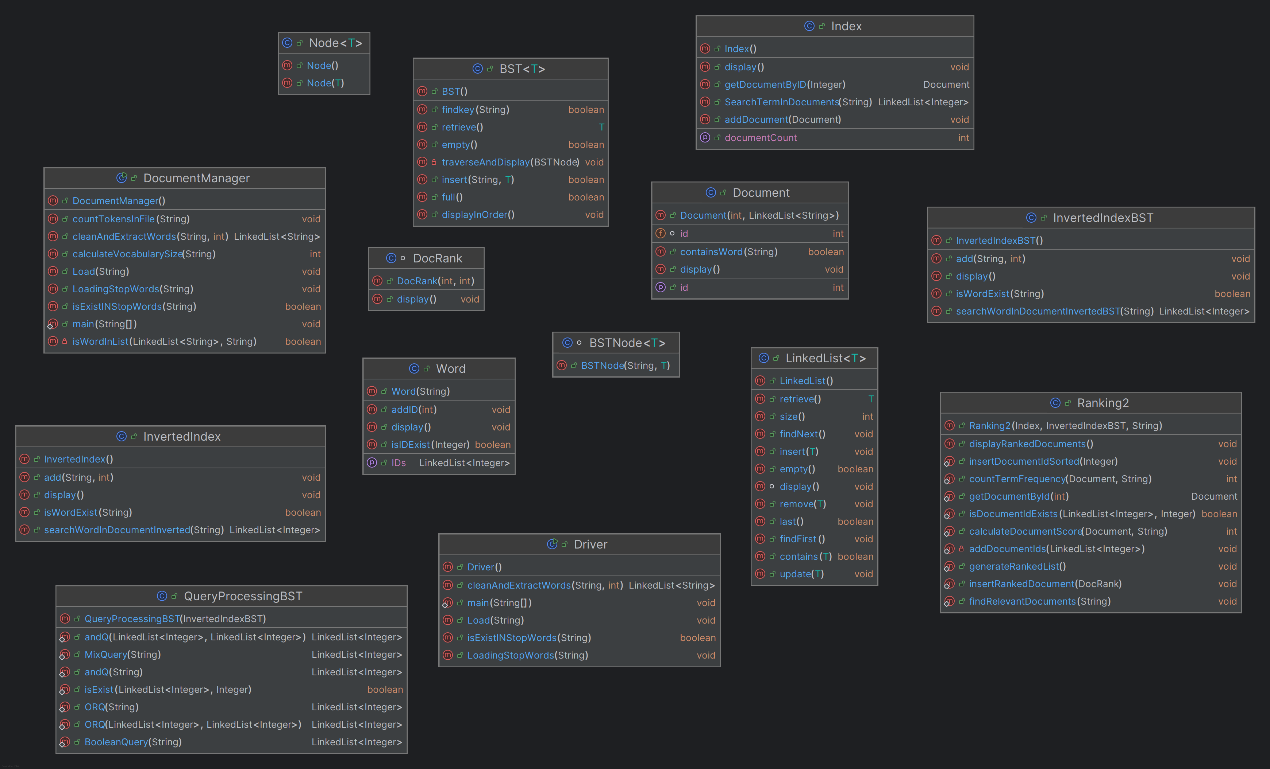 Node<T>
Node()
Node(T)
BST<T>
BST()
findkey(String) boolean
retrieve() T
empty() boolean
traverseAndDisplay(BSTNode) void
insert(String, T) boolean
full() boolean
displayInOrder() void
Index
Index()
display() void
getDocumentByID(Integer) Document
SearchTermInDocuments(String) LinkedList<Integer>
addDocument(Document) void
documentCount int
DocumentManager
DocumentManager()
countTokensInFile(String) void
cleanAndExtractWords(String, int) LinkedList<String>
calculateVocabularySize(String) int
Load(String) void
LoadingStopWords(String) void
isExistINStopWords(String) boolean
main(String[]) void
isWordInList(LinkedList<String>, String) boolean
Document
Document(int, LinkedList<String>)
id int
containsWord(String) boolean
display() void
id int
InvertedIndexBST
InvertedIndexBST()
add(String, int) void
display() void
isWordExist(String) boolean
searchWordInDocumentInvertedBST(String) LinkedList<Integer>
DocRank
DocRank(int, int)
display() void
BSTNode<T>
BSTNode(String, T)
Word
Word(String)
addID(int) void
display() void
isIDExist(Integer) boolean
IDs LinkedList<Integer>
LinkedList<T>
LinkedList()
retrieve() T
size() int
findNext() void
insert(T) void
empty() boolean
display() void
remove(T) void
last() boolean
findFirst() void
contains(T) boolean
update(T) void
Ranking2
Ranking2(Index, InvertedIndexBST, String)
displayRankedDocuments() void
insertDocumentIdSorted(Integer) void
countTermFrequency(Document, String) int
getDocumentById(int) Document
isDocumentIdExists(LinkedList<Integer>, Integer) boolean
calculateDocumentScore(Document, String) int
addDocumentIds(LinkedList<Integer>) void
generateRankedList() void
insertRankedDocument(DocRank) void
findRelevantDocuments(String) void
InvertedIndex
InvertedIndex()
add(String, int) void
display() void
isWordExist(String) boolean
searchWordInDocumentInverted(String) LinkedList<Integer>
Driver
Driver()
cleanAndExtractWords(String, int) LinkedList<String>
main(String[]) void
Load(String) void
isExistINStopWords(String) boolean
LoadingStopWords(String) void
QueryProcessingBST
QueryProcessingBST(InvertedIndexBST)
andQ(LinkedList<Integer>, LinkedList<Integer>) LinkedList<Integer>
MixQuery(String) LinkedList<Integer>
andQ(String) LinkedList<Integer>
isExist(LinkedList<Integer>, Integer) boolean
ORQ(String) LinkedList<Integer>
ORQ(LinkedList<Integer>, LinkedList<Integer>) LinkedList<Integer>
BooleanQuery(String) LinkedList<Integer>